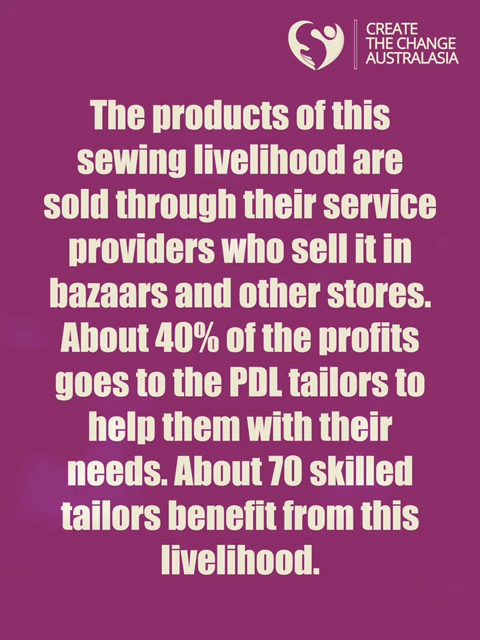 CREATE
THE CHANGE
AUSTRALASIA
The products of this
sewing livelihood are
sold through their service
providers who sell it in
bazaars and other stores.
About 40% of the profits
goes to the PDL tailors to
help them with their
needs. About 70 skilled
tailors benefit from this
livelihood.